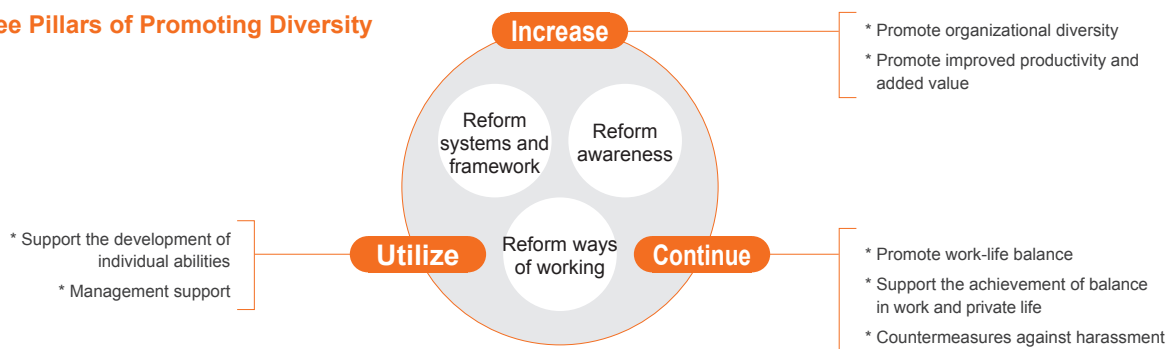 ee Pillars of Promoting Diversity
Increase
* Promote organizational diversity
* Promote improved productivity and
added value
Reform
systems and
framework
Reform
awareness
* Support the development of
individual abilities
* Management support
Utilize
Reform ways
of working
Continue
* Promote work-life balance
* Support the achievement of balance
in work and private life
* Countermeasures against harassment